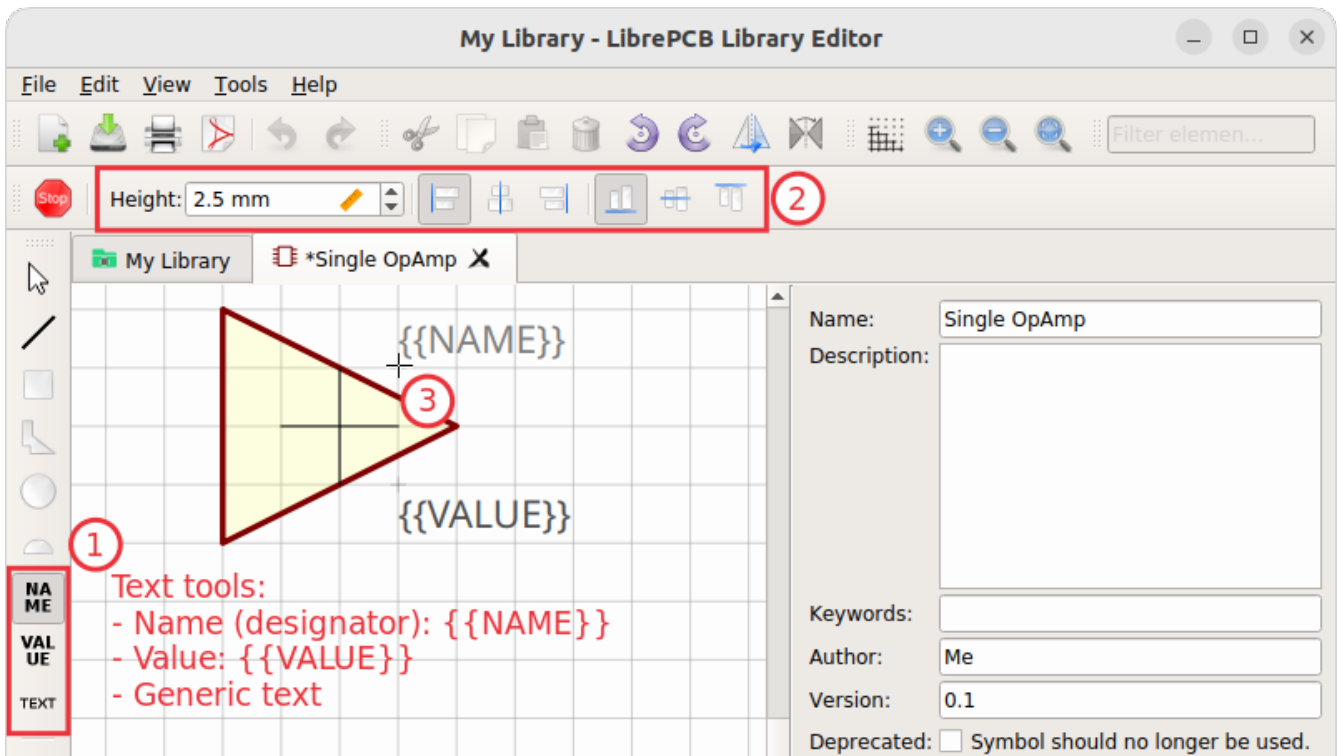 My Library - LibrePCB Library Editor
File Edit View Tools Help
Filter elemen...
Stop
Height: 2.5 mm
2
My Library
*Single OpAmp
{{NAME}}
3
{{VALUE}}
1
NA
ME
VAL
UE
TEXT
Text tools:
- Name (designator): {{NAME}}
- Value: {{VALUE}}
- Generic text
Name: Single OpAmp
Description:
Keywords:
Author: Me
Version: 0.1
Deprecated: Symbol should no longer be used.